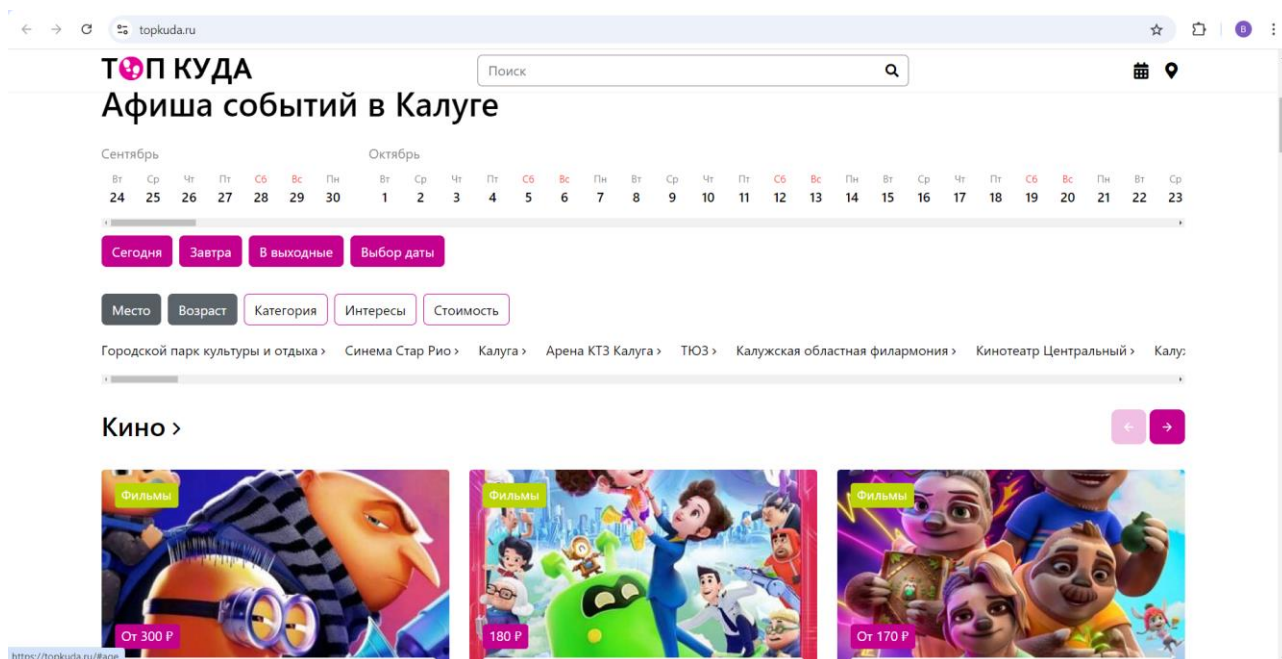 topkuda.ru
В
ТОП КУДА
Поиск
Афиша событий в Калуге
Сентябрь Октябрь
Вт Ср Чт Пт Сб Вс Пн Вт Ср Чт Пт Сб Вс Пн Вт Ср Чт Пт Сб Вс Пн Вт Ср Чт Пт Сб Вс Пн Вт Ср
24 25 26 27 28 29 30 1 2 3 4 5 6 7 8 9 10 11 12 13 14 15 16 17 18 19 20 21 22 23
Сегодня Завтра В выходные Выбор даты
Место Возраст Категория Интересы Стоимость
Городской парк культуры и отдыха › Синема Стар Рио › Калуга › Арена КТЗ Калуга › ТЮЗ › Калужская областная филармония › Кинотеатр Центральный ›
Кино ›
Фильмы Фильмы Фильмы
От 300 ₽ 180 ₽ От 170 ₽
https://topkuda.ru/#age